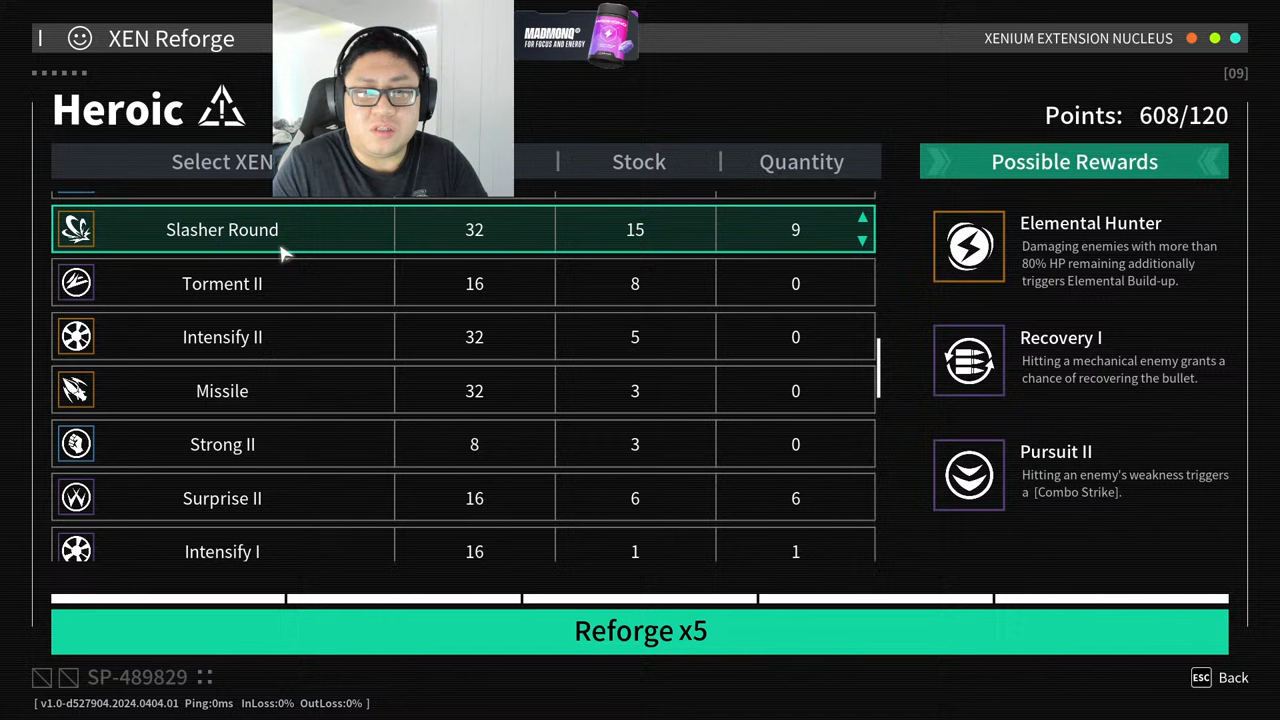 XEN Reforge
MADMONQ®
FOR FOCUS AND ENERGY
XENIUM EXTENSION NUCLEUS
[09]
Heroic
Points: 608/120
Select XEN
Stock
Quantity
Possible Rewards
Slasher Round 32 15 9
Torment II 16 8 0
Intensify II 32 5 0
Missile 32 3 0
Strong II 8 3 0
Surprise II 16 6 6
Intensify I 16 1 1
Elemental Hunter
Damaging enemies with more than
80% HP remaining additionally
triggers Elemental Build-up.
Recovery I
Hitting a mechanical enemy grants a
chance of recovering the bullet.
Pursuit II
Hitting an enemy's weakness triggers
a [Combo Strike].
Reforge x5
SP-489829
ESC Back
[ v1.0-d527904.2024.0404.01 Ping:0ms InLoss:0% OutLoss:0% ]